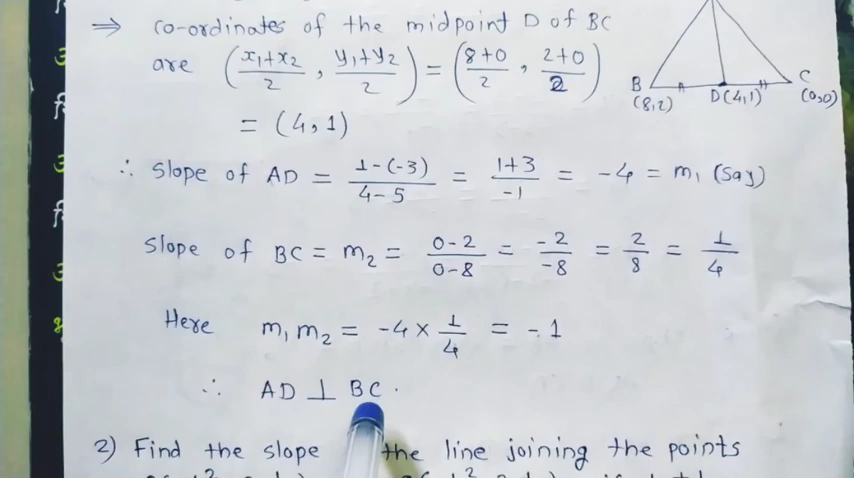 ⇒ Co-ordinates of the midpoint D of BC
are (x₁+x₂/2 , y₁+y₂/2) = (8+0/2 , 2+0/2)
= (4,1)
B
(8,2)
D(4,1)
C
(0,0)
∴ Slope of AD = 1-(-3)/4-5 = 1+3/-1 = -4 = m₁ (Say)
Slope of BC = m₂ = 0-2/0-8 = -2/-8 = 2/8 = 1/4
Here m₁ m₂ = -4 × 1/4 = -1
∴ AD ⊥ BC.
2) Find the slope the line joining the points